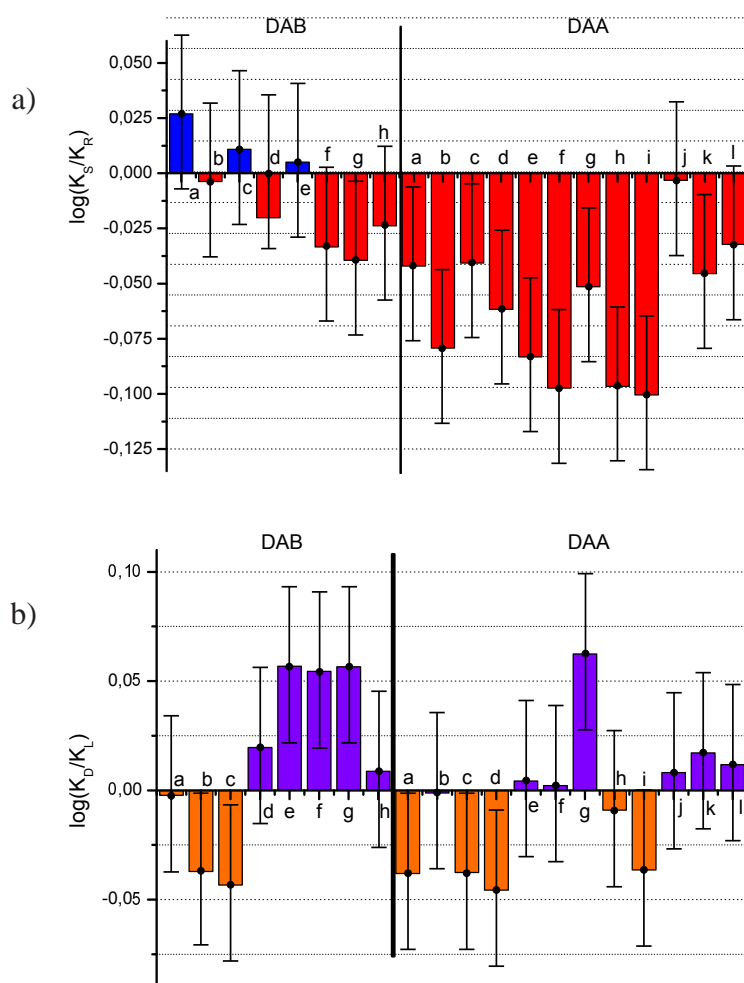 a)
DAB DAA
0,050
0,025
0,000
-0,025
-0,050
-0,075
-0,100
-0,125
log(K_S/K_R)
a b c d e f g h
a b c d e f g h i j k l
b)
DAB DAA
0,10
0,05
0,00
-0,05
log(K_D/K_L)
a b c d e f g h
a b c d e f g h i j k l